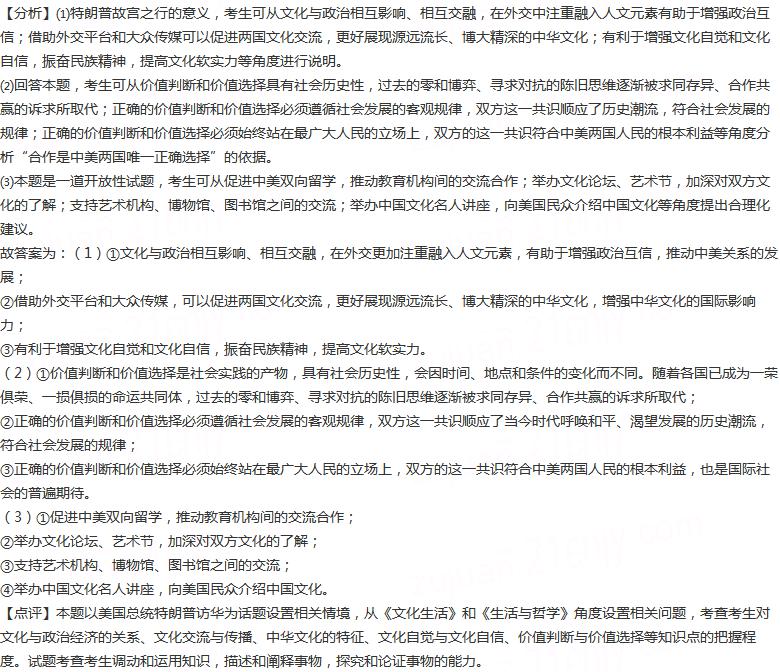 【分析】⑴特朗普故宫之行的意义，考生可从文化与政治相互影响、相互交融，在外交中注重融入人文元素有助于增强政治互
信；借助外交平台和大众传媒可以促进两国文化交流，更好展现源远流长、博大精深的中华文化；有利于增强文化自觉和文化
自信，振奋民族精神，提高文化软实力等角度进行说明。
⑵回答本题，考生可从价值判断和价值选择具有社会历史性，过去的零和博弈、寻求对抗的陈旧思维逐渐被求同存异、合作共
赢的诉求所取代；正确的价值判断和价值选择必须遵循社会发展的客观规律，双方这一共识顺应了历史潮流，符合社会发展的
规律；正确的价值判断和价值选择必须始终站在最广大人民的立场上，双方的这一共识符合中美两国人民的根本利益等角度分
析“合作是中美两国唯一正确选择”的依据。
⑶本题是一道开放性试题，考生可从促进中美双向留学，推动教育机构间的交流合作；举办文化论坛、艺术节，加深对双方文
化的了解；支持艺术机构、博物馆、图书馆之间的交流；举办中国文化名人讲座，向美国民众介绍中国文化等角度提出合理化
建议。
故答案为：（1）①文化与政治相互影响、相互交融，在外交更加注重融入人文元素，有助于增强政治互信，推动中美关系的发
展；
②借助外交平台和大众传媒，可以促进两国文化交流，更好展现源远流长、博大精深的中华文化，增强中华文化的国际影响
力；
③有利于增强文化自觉和文化自信，振奋民族精神，提高文化软实力。
（2）①价值判断和价值选择是社会实践的产物，具有社会历史性，会因时间、地点和条件的变化而不同。随着各国已成为一荣
俱荣、一损俱损的命运共同体，过去的零和博弈、寻求对抗的陈旧思维逐渐被求同存异、合作共赢的诉求所取代；
②正确的价值判断和价值选择必须遵循社会发展的客观规律，双方这一共识顺应了当今时代呼唤和平、渴望发展的历史潮流，
符合社会发展的规律；
③正确的价值判断和价值选择必须始终站在最广大人民的立场上，双方的这一共识符合中美两国人民的根本利益，也是国际社
会的普遍期待。
（3）①促进中美双向留学，推动教育机构间的交流合作；
②举办文化论坛、艺术节，加深对双方文化的了解；
③支持艺术机构、博物馆、图书馆之间的交流；
④举办中国文化名人讲座，向美国民众介绍中国文化。
【点评】本题以美国总统特朗普访华为话题设置相关情境，从《文化生活》和《生活与哲学》角度设置相关问题，考查考生对
文化与政治经济的关系、文化交流与传播、中华文化的特征、文化自觉与文化自信、价值判断与价值选择等知识点的把握程
度。试题考查考生调动和运用知识，描述和阐释事物，探究和论证事物的能力。